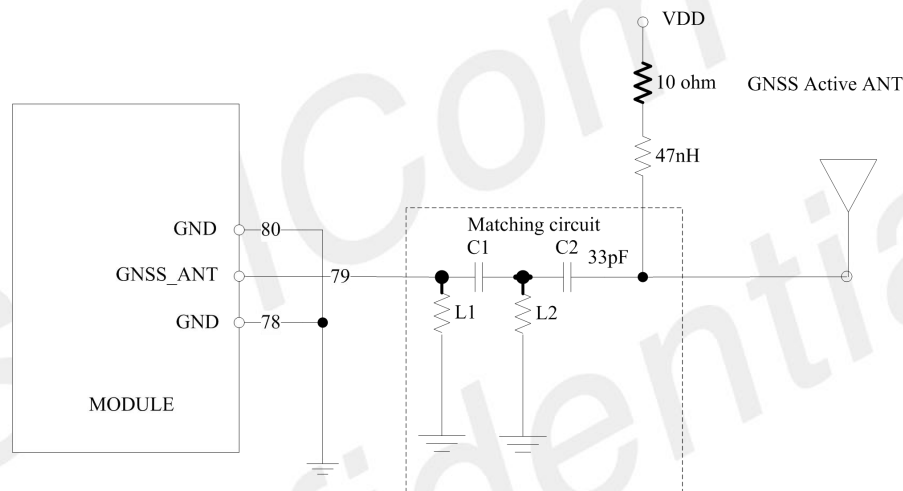 VDD
10 ohm
GNSS Active ANT
47nH
Matching circuit
C1
C2
33pF
GND
80
GNSS_ANT
79
L1
L2
GND
78
MODULE